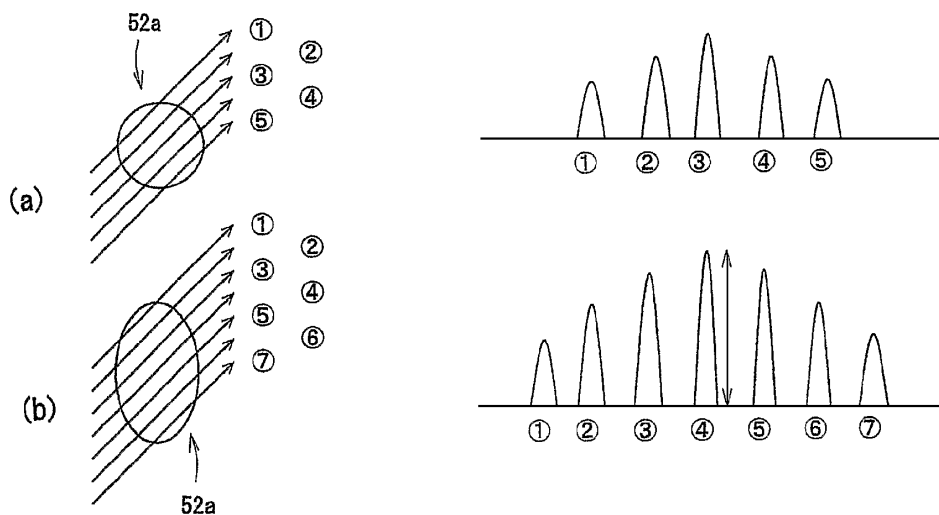 52a
① ② ③ ④ ⑤
(a)
① ② ③ ④ ⑤
① ② ③ ④ ⑤ ⑥ ⑦
(b)
52a
① ② ③ ④ ⑤ ⑥ ⑦